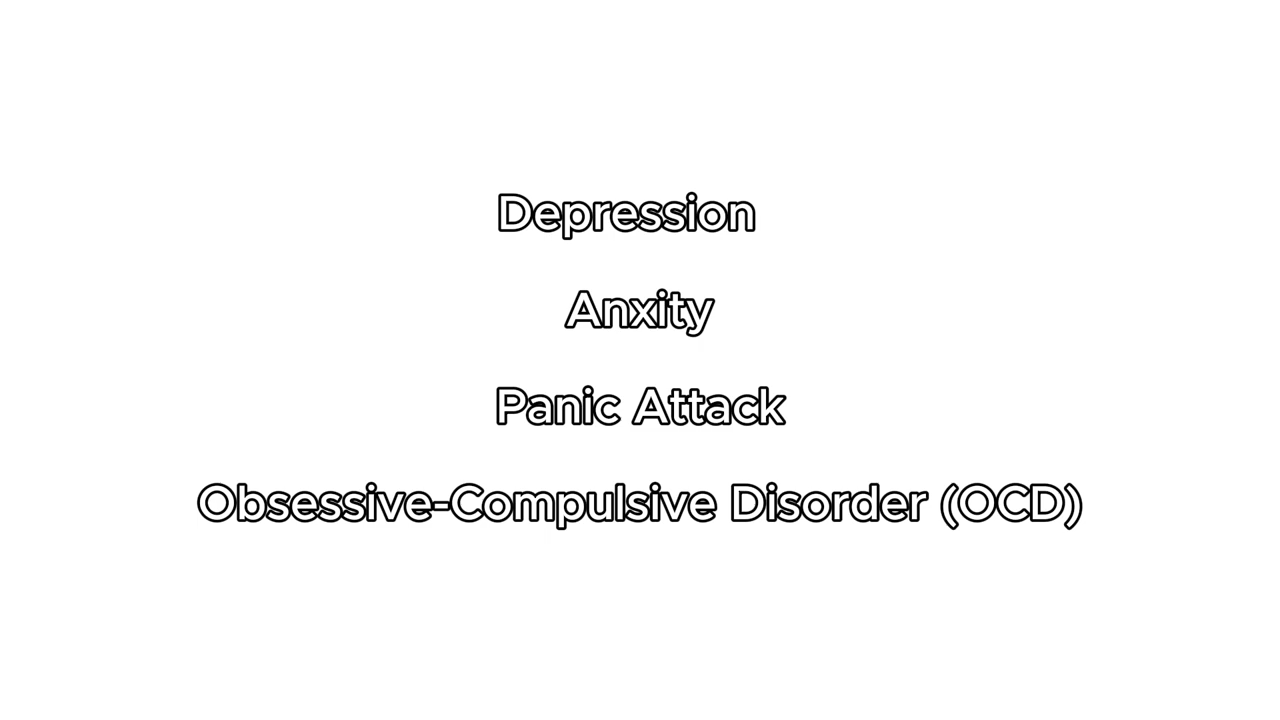 Depression
Anxity
Panic Attack
Obsessive-Compulsive Disorder (OCD)